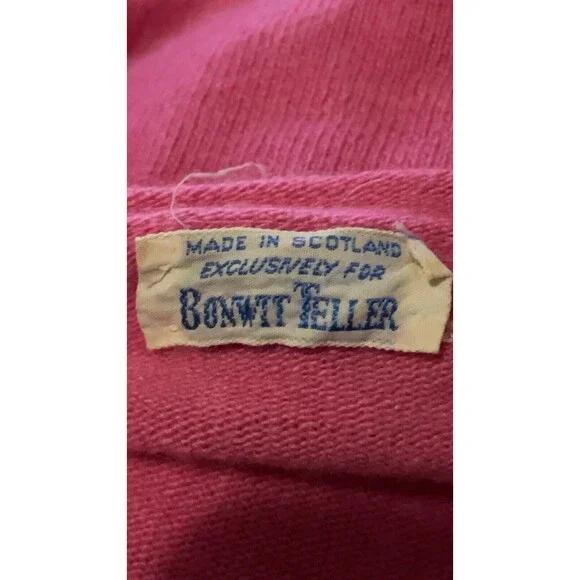 MADE IN SCOTLAND
EXCLUSIVELY FOR
BONWIT TELLER